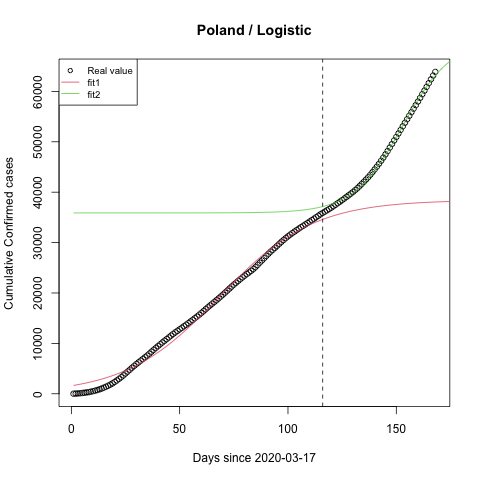 Poland / Logistic
Real value
fit1
fit2
Cumulative Confirmed cases
0
10000
20000
30000
40000
50000
60000
0 50 100 150
Days since 2020-03-17